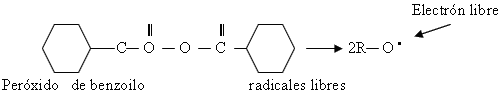 Electrón libre
C — O — O — C → 2R — O •
Peróxido de benzoilo radicales libres